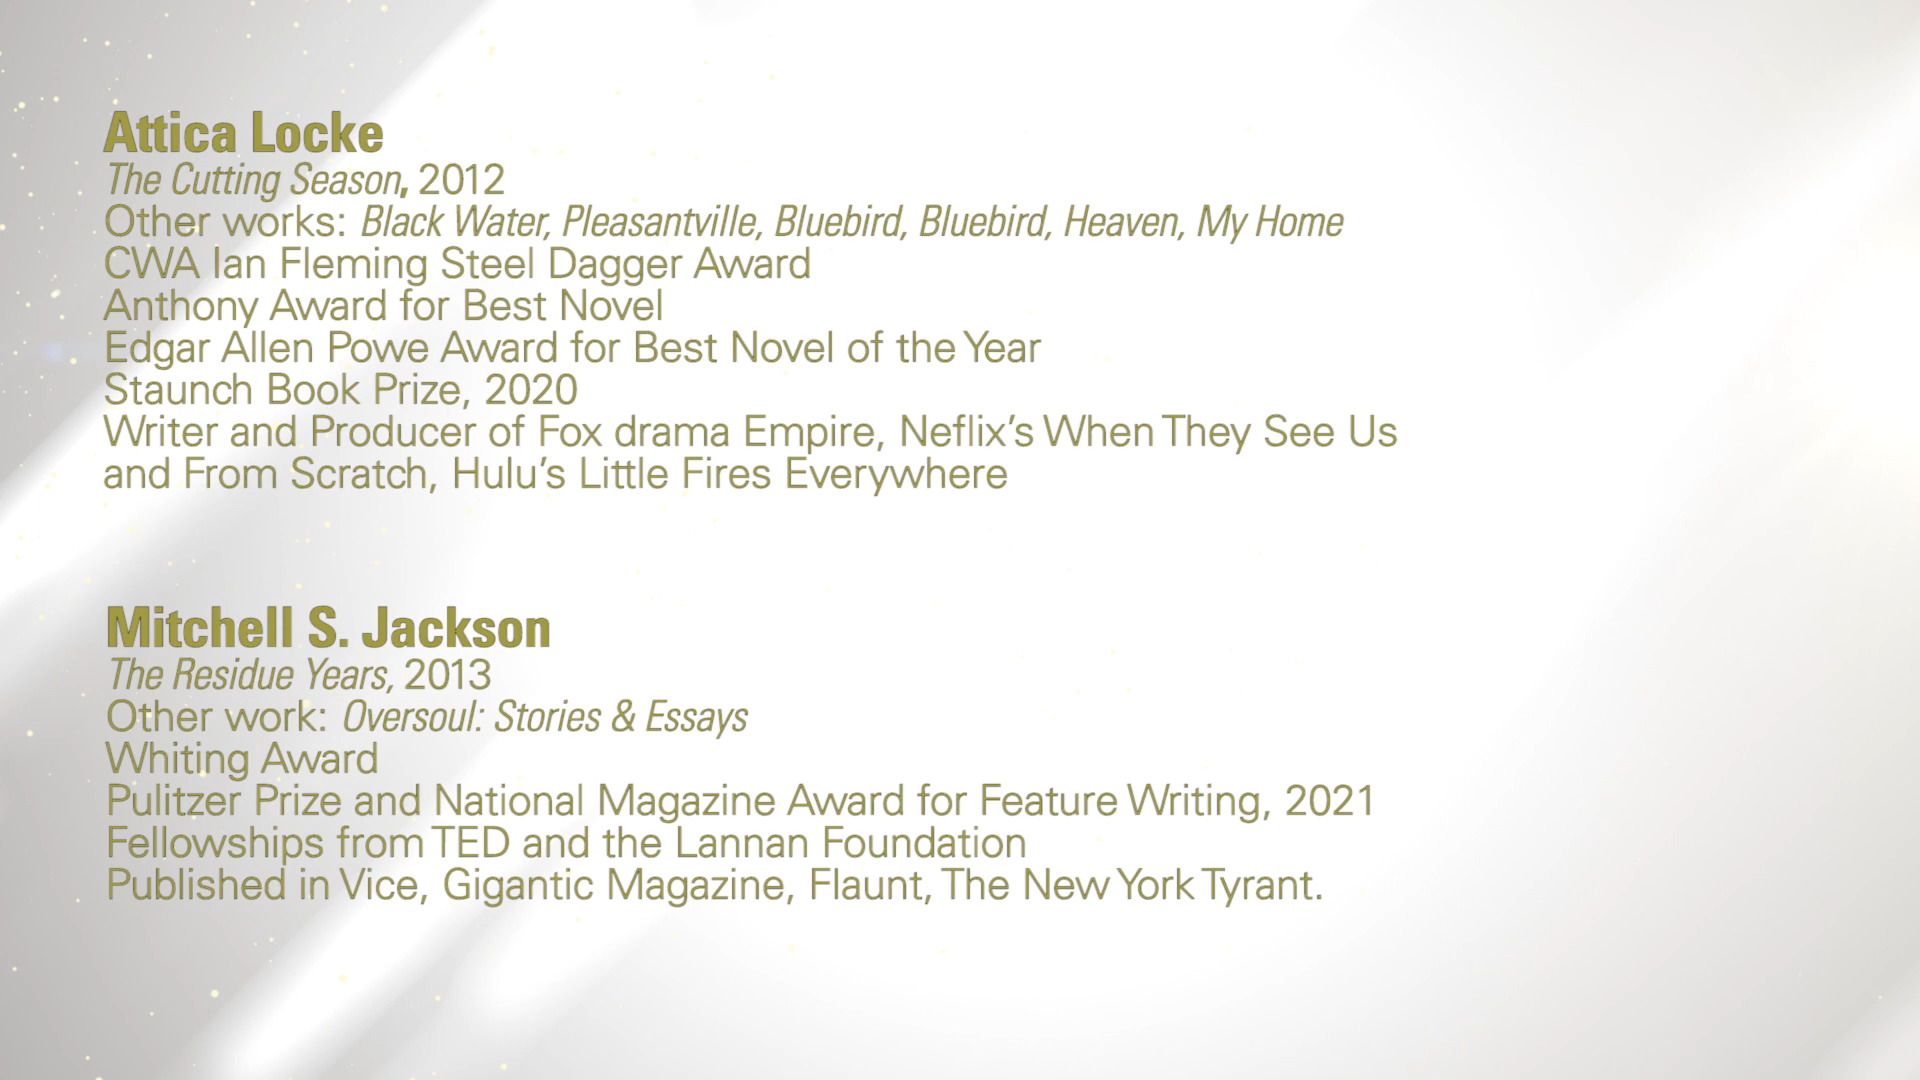 Attica Locke
The Cutting Season, 2012
Other works: Black Water, Pleasantville, Bluebird, Bluebird, Heaven, My Home
CWA Ian Fleming Steel Dagger Award
Anthony Award for Best Novel
Edgar Allen Powe Award for Best Novel of the Year
Staunch Book Prize, 2020
Writer and Producer of Fox drama Empire, Neflix’s When They See Us
and From Scratch, Hulu’s Little Fires Everywhere
Mitchell S. Jackson
The Residue Years, 2013
Other work: Oversoul: Stories & Essays
Whiting Award
Pulitzer Prize and National Magazine Award for Feature Writing, 2021
Fellowships from TED and the Lannan Foundation
Published in Vice, Gigantic Magazine, Flaunt, The New York Tyrant.